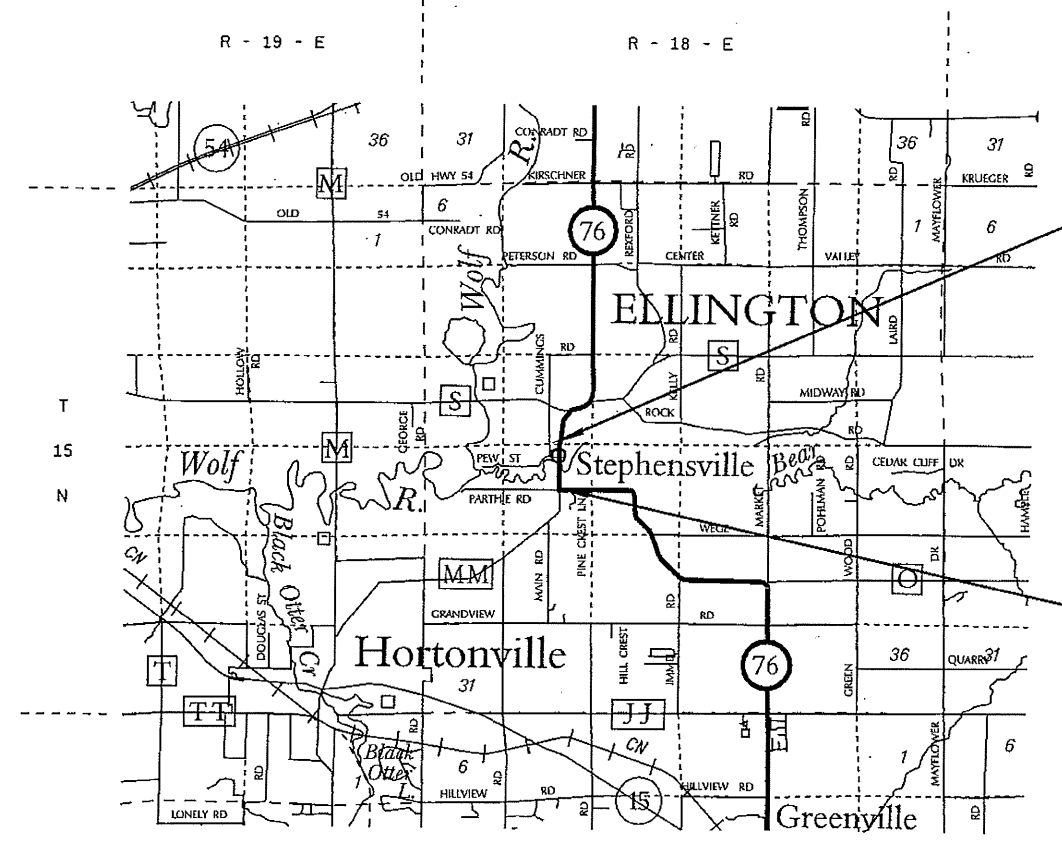 R - 19 - E
R - 18 - E
54
36
31
CONRADT RD
R.
RD
RD
36
31
M
OLD HWY 54
KIRSCHNER
RD
RD
KRUEGER
RD
6
OLD 54
1
CONRADT RD
76
REXFORD
KETTNER
RD
THOMPSON
1
MAYFLOWER
6
Wolf
PETERSON RD
CENTER
VALLEY
RD
ELLINGTON
LAIRD
HOLLOW
RD
CUMMINGS
RD
RD
S
KELLY
RD
T
S
MIDWAY RD
GEORGE
RD
ROCK
RD
15
M
PEW ST
Stephensville
Bear
RD
RD
CEDAR CLIFF DR
N
Wolf
R.
PARTHIE RD
MARKET
POHLMAN
HAMPLE
Black Otter Cr
PINE CREST LN
WEGE
CN
MM
MAIN RD
WOOD
DR
O
DOUGLAS ST
GRANDVIEW
RD
RD
Hortonville
HILL CREST
76
GREEN
36
QUARRY
31
T
31
TT
JJ
RD
CN
Black
Otter
L.
1
6
1
MAYFLOWER
6
RD
RD
HILLVIEW
RD
RD
15
HILLVIEW RD
RD
LONELY RD
Greenville